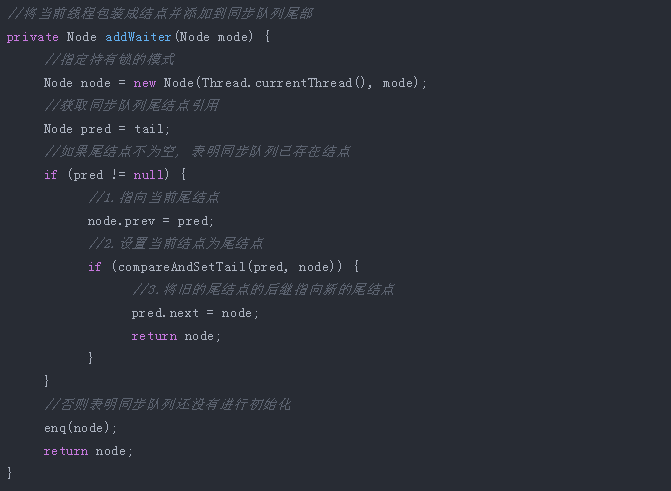 //将当前线程包装成结点并添加到同步队列尾部
private Node addWaiter(Node mode) {
//指定持有锁的模式
Node node = new Node(Thread.currentThread(), mode);
//获取同步队列尾结点引用
Node pred = tail;
//如果尾结点不为空, 表明同步队列已存在结点
if (pred != null) {
//1.指向当前尾结点
node.prev = pred;
//2.设置当前结点为尾结点
if (compareAndSetTail(pred, node)) {
//3.将旧的尾结点的后继指向新的尾结点
pred.next = node;
return node;
}
}
//否则表明同步队列还没有进行初始化
enq(node);
return node;
}